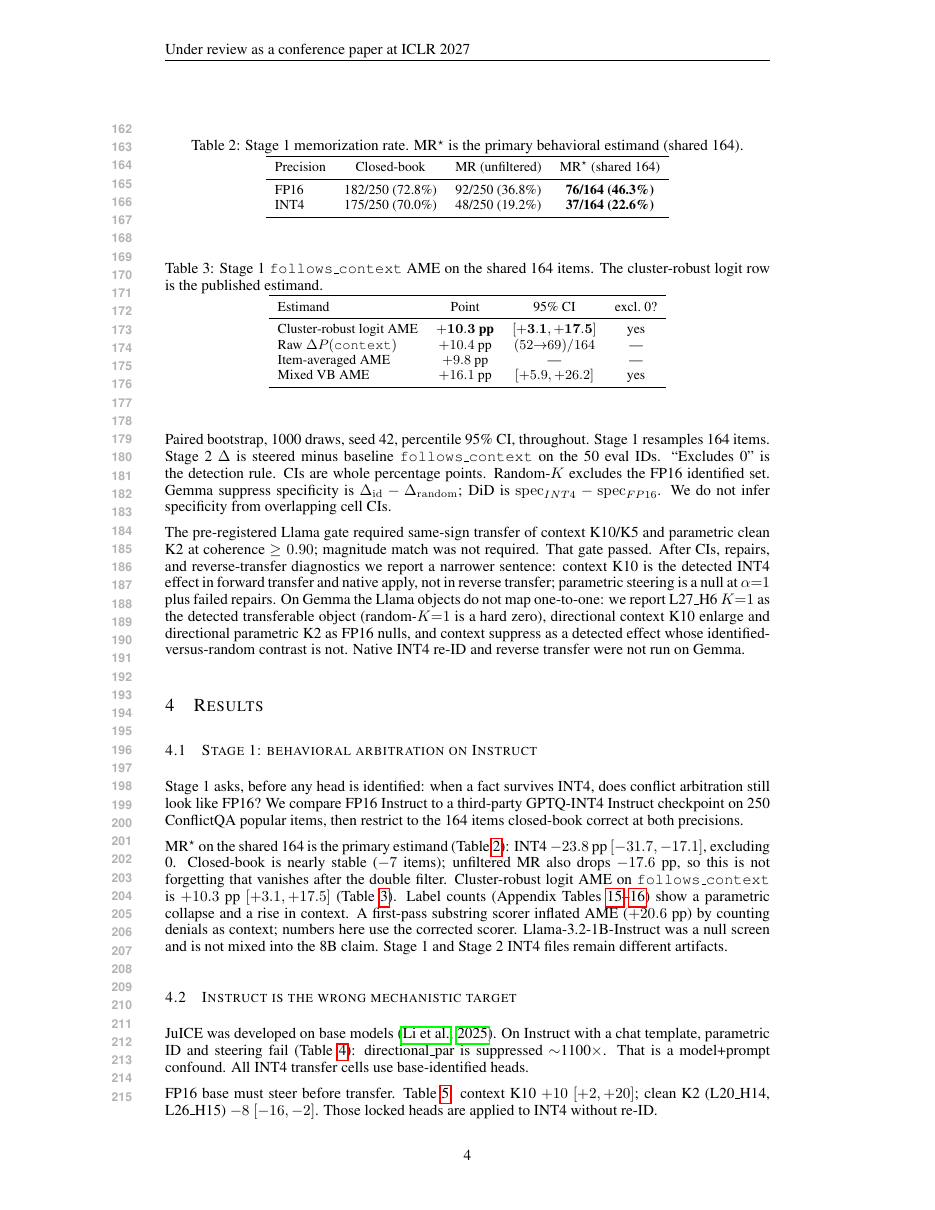 Under review as a conference paper at ICLR 2027
162
163
164
165
166
167
168
169
170
171
172
173
174
175
176
177
178
179
180
181
182
183
184
185
186
187
188
189
190
191
192
193
194
195
196
197
198
199
200
201
202
203
204
205
206
207
208
209
210
211
212
213
214
215
Table 2: Stage 1 memorization rate. MR⋆ is the primary behavioral estimand (shared 164).
Precision Closed-book MR (unfiltered) MR⋆ (shared 164)
FP16 182/250 (72.8%) 92/250 (36.8%) 76/164 (46.3%)
INT4 175/250 (70.0%) 48/250 (19.2%) 37/164 (22.6%)
Table 3: Stage 1 follows_context AME on the shared 164 items. The cluster-robust logit row
is the published estimand.
Estimand Point 95% CI excl. 0?
Cluster-robust logit AME +10.3 pp [+3.1, +17.5] yes
Raw ΔP(context) +10.4 pp (52→69)/164 —
Item-averaged AME +9.8 pp — —
Mixed VB AME +16.1 pp [+5.9, +26.2] yes
Paired bootstrap, 1000 draws, seed 42, percentile 95% CI, throughout. Stage 1 resamples 164 items.
Stage 2 Δ is steered minus baseline follows_context on the 50 eval IDs. “Excludes 0” is
the detection rule. CIs are whole percentage points. Random-K excludes the FP16 identified set.
Gemma suppress specificity is Δid − Δrandom; DiD is specINT4 − specFP16. We do not infer
specificity from overlapping cell CIs.
The pre-registered Llama gate required same-sign transfer of context K10/K5 and parametric clean
K2 at coherence ≥ 0.90; magnitude match was not required. That gate passed. After CIs, repairs,
and reverse-transfer diagnostics we report a narrower sentence: context K10 is the detected INT4
effect in forward transfer and native apply, not in reverse transfer; parametric steering is a null at α=1
plus failed repairs. On Gemma the Llama objects do not map one-to-one: we report L27_H6 K=1 as
the detected transferable object (random-K=1 is a hard zero), directional context K10 enlarge and
directional parametric K2 as FP16 nulls, and context suppress as a detected effect whose identified-
versus-random contrast is not. Native INT4 re-ID and reverse transfer were not run on Gemma.
4 RESULTS
4.1 STAGE 1: BEHAVIORAL ARBITRATION ON INSTRUCT
Stage 1 asks, before any head is identified: when a fact survives INT4, does conflict arbitration still
look like FP16? We compare FP16 Instruct to a third-party GPTQ-INT4 Instruct checkpoint on 250
ConflictQA popular items, then restrict to the 164 items closed-book correct at both precisions.
MR⋆ on the shared 164 is the primary estimand (Table 2): INT4 −23.8 pp [−31.7, −17.1], excluding
0. Closed-book is nearly stable (−7 items); unfiltered MR also drops −17.6 pp, so this is not
forgetting that vanishes after the double filter. Cluster-robust logit AME on follows_context
is +10.3 pp [+3.1, +17.5] (Table 3). Label counts (Appendix Tables 15–16) show a parametric
collapse and a rise in context. A first-pass substring scorer inflated AME (+20.6 pp) by counting
denials as context; numbers here use the corrected scorer. Llama-3.2-1B-Instruct was a null screen
and is not mixed into the 8B claim. Stage 1 and Stage 2 INT4 files remain different artifacts.
4.2 INSTRUCT IS THE WRONG MECHANISTIC TARGET
JuICE was developed on base models (Li et al., 2025). On Instruct with a chat template, parametric
ID and steering fail (Table 4): directional_par is suppressed ∼1100×. That is a model+prompt
confound. All INT4 transfer cells use base-identified heads.
FP16 base must steer before transfer. Table 5: context K10 +10 [+2, +20]; clean K2 (L20_H14,
L26_H15) −8 [−16, −2]. Those locked heads are applied to INT4 without re-ID.
4